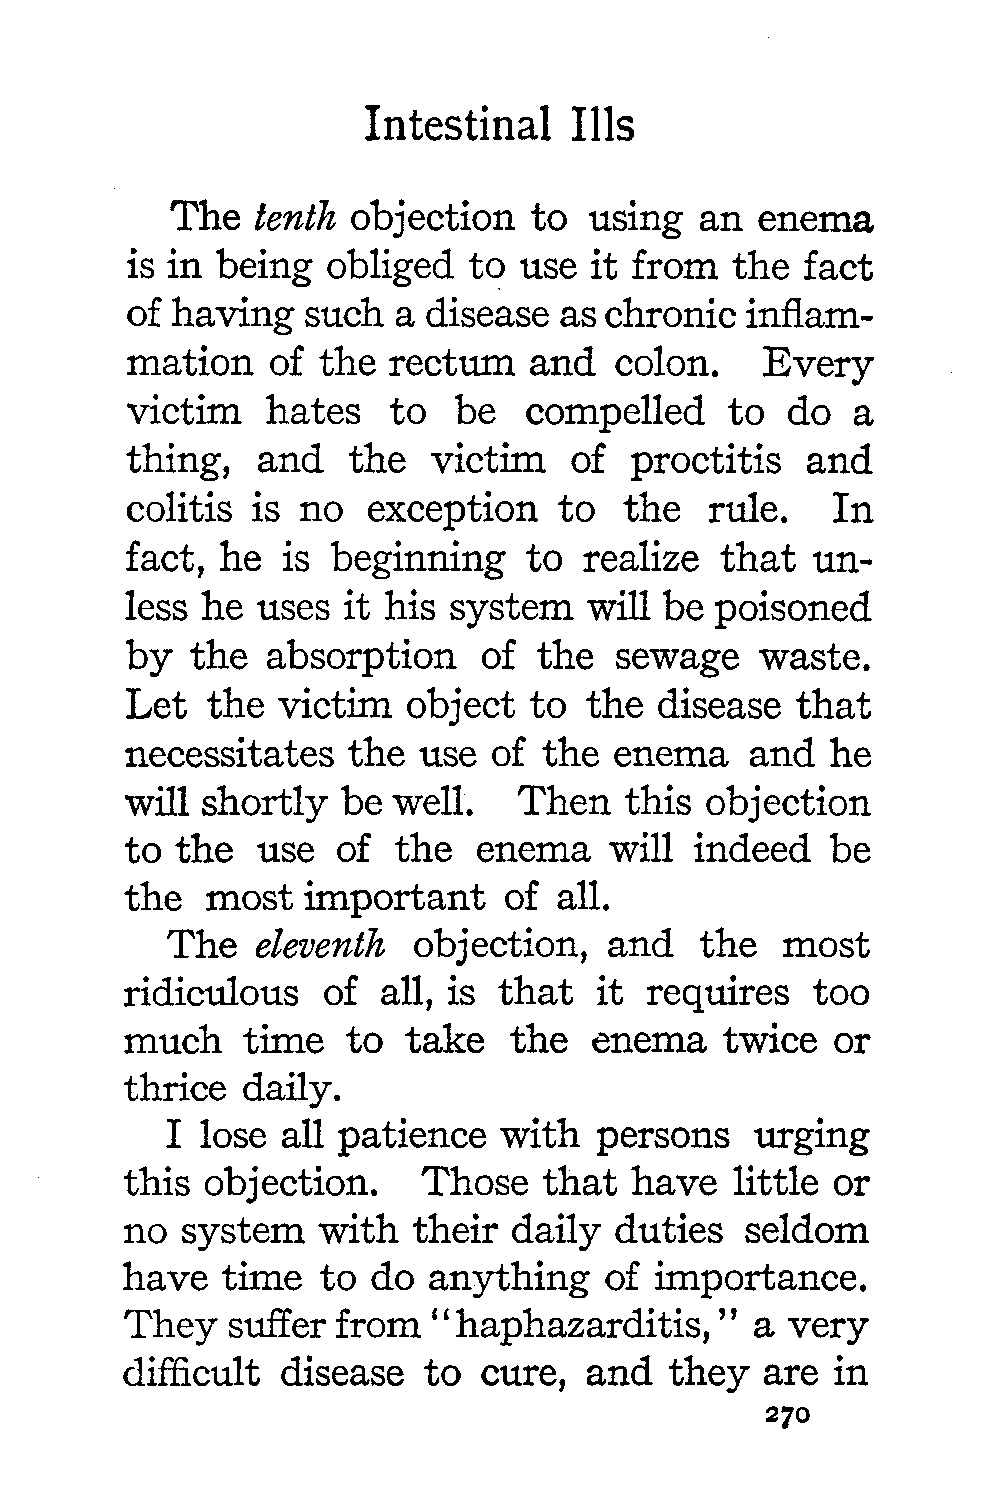 Intestinal Ills
The tenth objection to using an enema
is in being obliged to use it from the fact
of having such a disease as chronic inflam-
mation of the rectum and colon. Every
victim hates to be compelled to do a
thing, and the victim of proctitis and
colitis is no exception to the rule. In
fact, he is beginning to realize that un-
less he uses it his system will be poisoned
by the absorption of the sewage waste.
Let the victim object to the disease that
necessitates the use of the enema and he
will shortly be well. Then this objection
to the use of the enema will indeed be
the most important of all.
The eleventh objection, and the most
ridiculous of all, is that it requires too
much time to take the enema twice or
thrice daily.
I lose all patience with persons urging
this objection. Those that have little or
no system with their daily duties seldom
have time to do anything of importance.
They suffer from "haphazarditis," a very
difficult disease to cure, and they are in
270